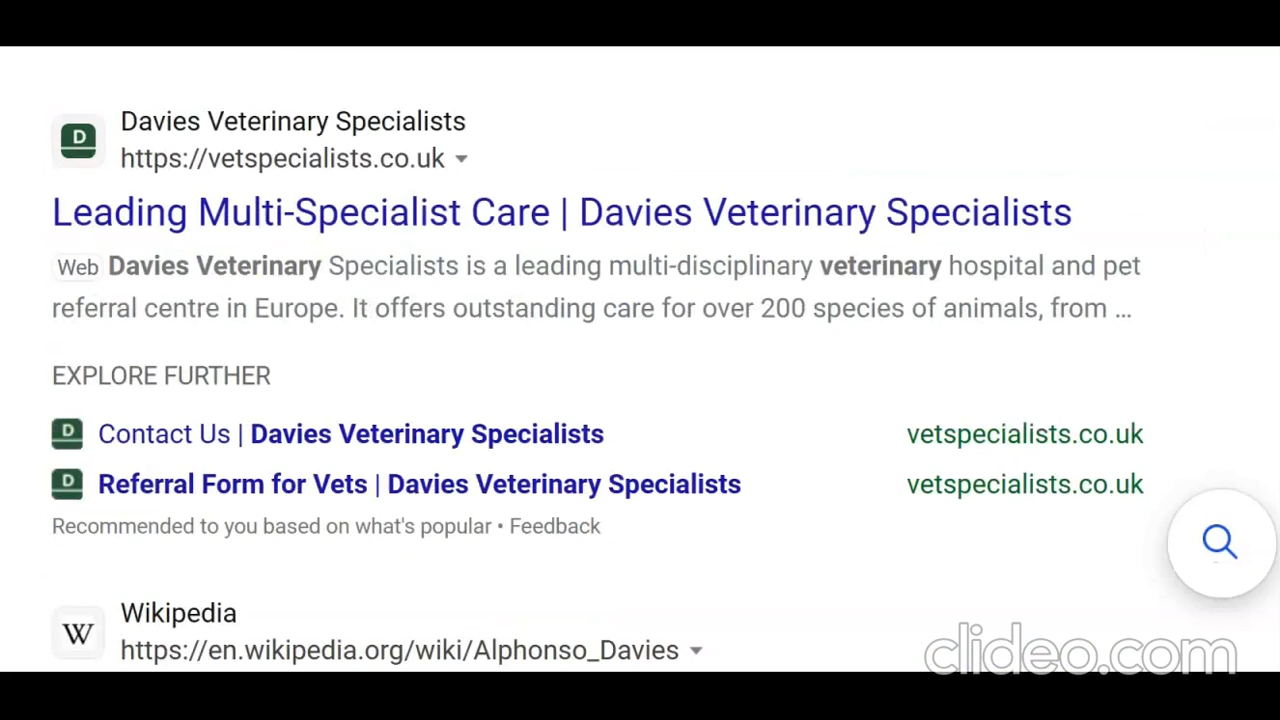 D
Davies Veterinary Specialists
https://vetspecialists.co.uk
Leading Multi-Specialist Care | Davies Veterinary Specialists
Web Davies Veterinary Specialists is a leading multi-disciplinary veterinary hospital and pet
referral centre in Europe. It offers outstanding care for over 200 species of animals, from ...
EXPLORE FURTHER
D Contact Us | Davies Veterinary Specialists vetspecialists.co.uk
D Referral Form for Vets | Davies Veterinary Specialists vetspecialists.co.uk
Recommended to you based on what's popular • Feedback
W
Wikipedia
https://en.wikipedia.org/wiki/Alphonso_Davies
clideo.com